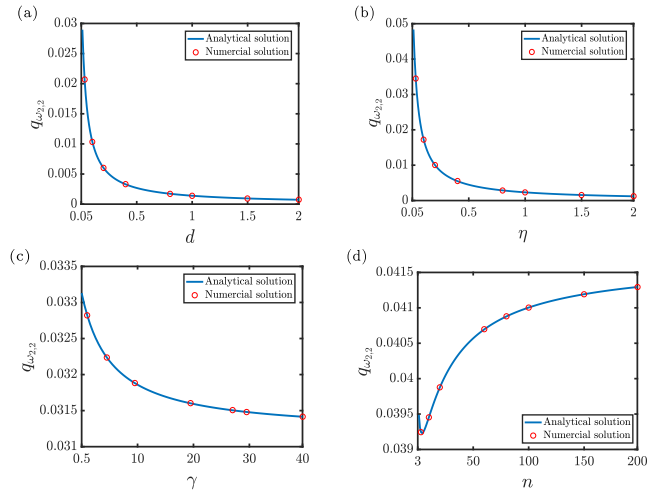 (a)
0.03
0.025
0.02
0.015
0.01
0.005
0
q_{ω_{2,2}}
Analytical solution
Numercial solution
0.05 0.5 1 1.5 2
d
(b)
0.05
0.04
0.03
0.02
0.01
0
q_{ω_{2,2}}
Analytical solution
Numercial solution
0.05 0.5 1 1.5 2
η
(c)
0.0335
0.033
0.0325
0.032
0.0315
0.031
q_{ω_{2,2}}
Analytical solution
Numercial solution
0.5 10 20 30 40
γ
(d)
0.0415
0.041
0.0405
0.04
0.0395
0.039
q_{ω_{2,2}}
Analytical solution
Numercial solution
3 50 100 150 200
n